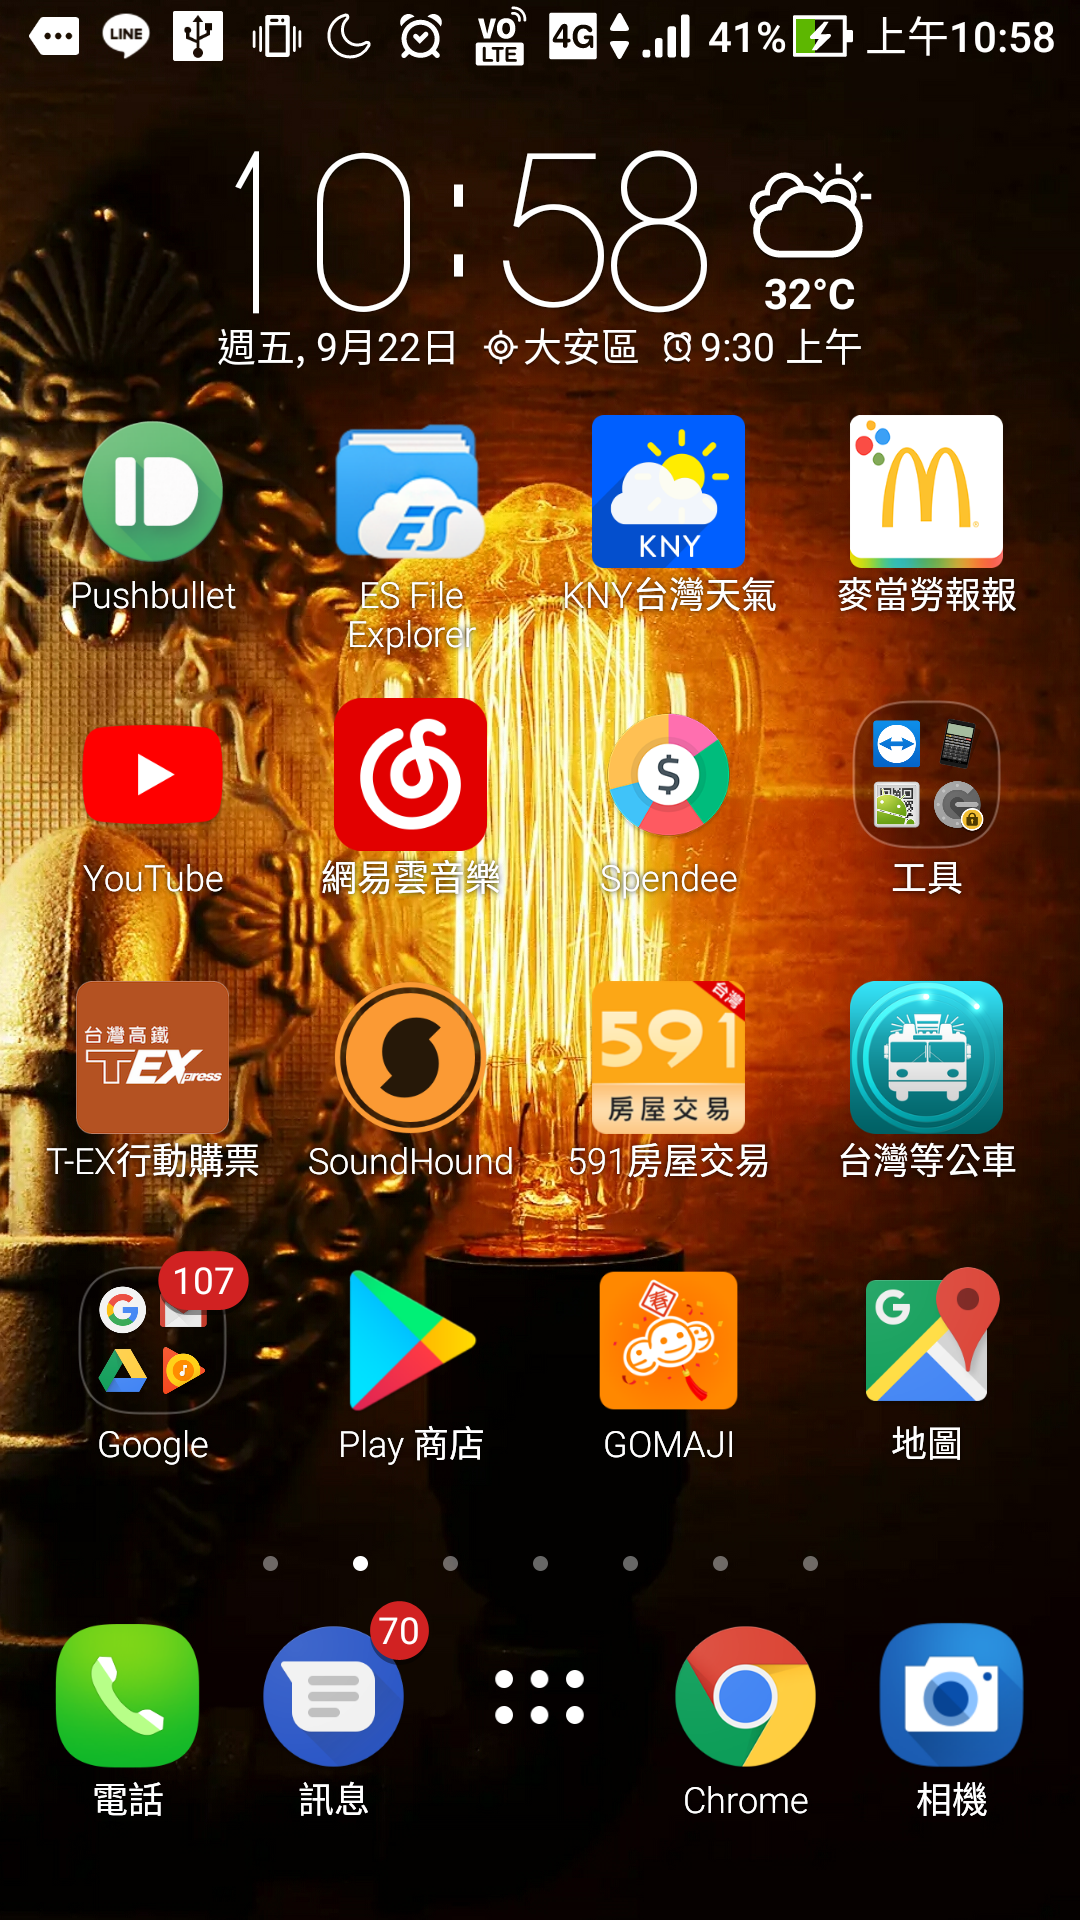 LINE VO LTE 4G 41% 上午10:58
10:58
32°C
週五, 9月22日 大安區 9:30 上午
KNY
Pushbullet ES File Explorer KNY台灣天氣 麥當勞報報
YouTube 網易雲音樂 Spendee 工具
台灣高鐵
T-EXpress
台灣
591
房屋交易
T-EX行動購票 SoundHound 591房屋交易 台灣等公車
107
春
Google Play 商店 GOMAJI 地圖
70
電話 訊息 Chrome 相機